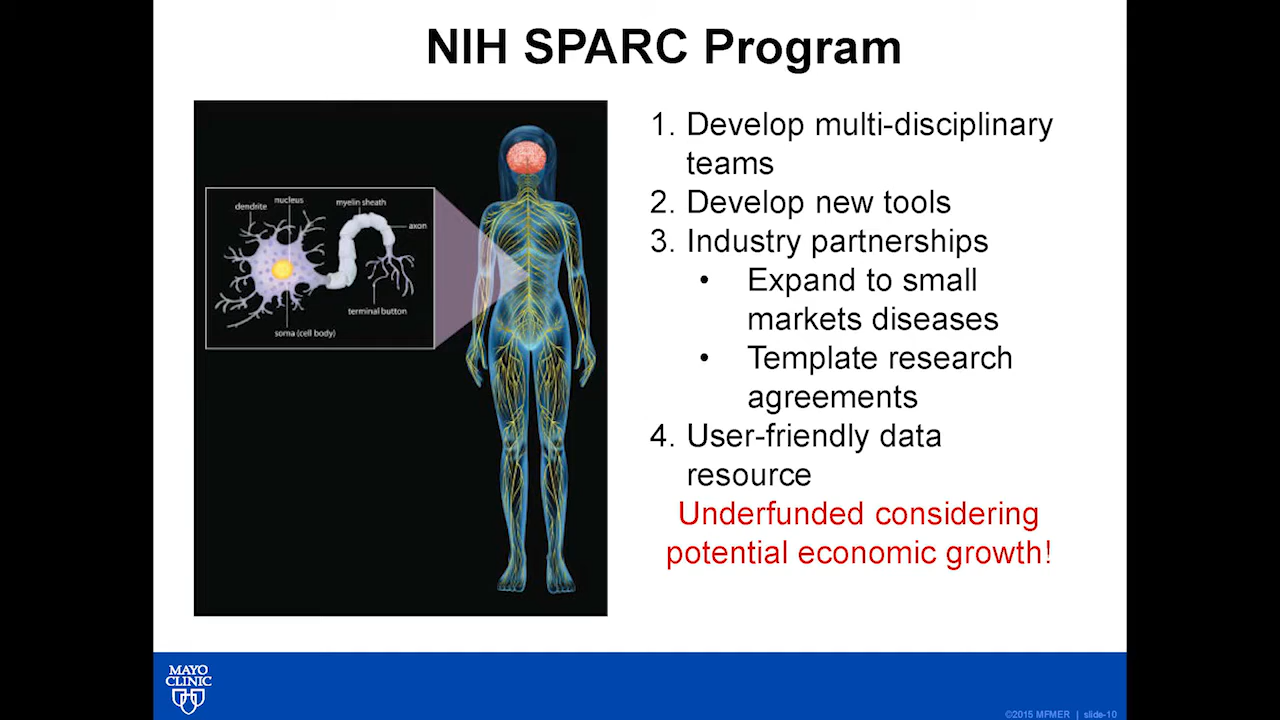 NIH SPARC Program
dendrite
nucleus
myelin sheath
axon
terminal button
soma (cell body)
1. Develop multi-disciplinary
teams
2. Develop new tools
3. Industry partnerships
• Expand to small
markets diseases
• Template research
agreements
4. User-friendly data
resource
Underfunded considering
potential economic growth!
MAYO
CLINIC
©2015 MFMER | slide-10